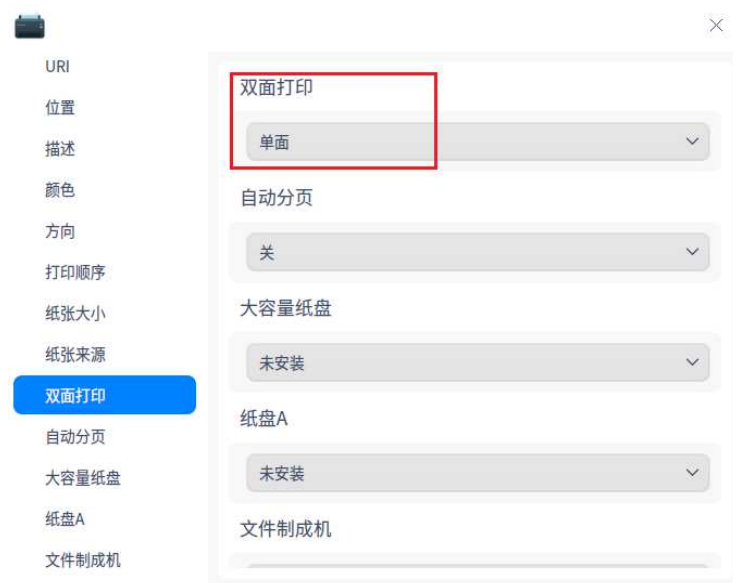 URI
位置
描述
颜色
方向
打印顺序
纸张大小
纸张来源
双面打印
自动分页
大容量纸盘
纸盘A
文件制成机
双面打印
单面
自动分页
关
大容量纸盘
未安装
纸盘A
未安装
文件制成机